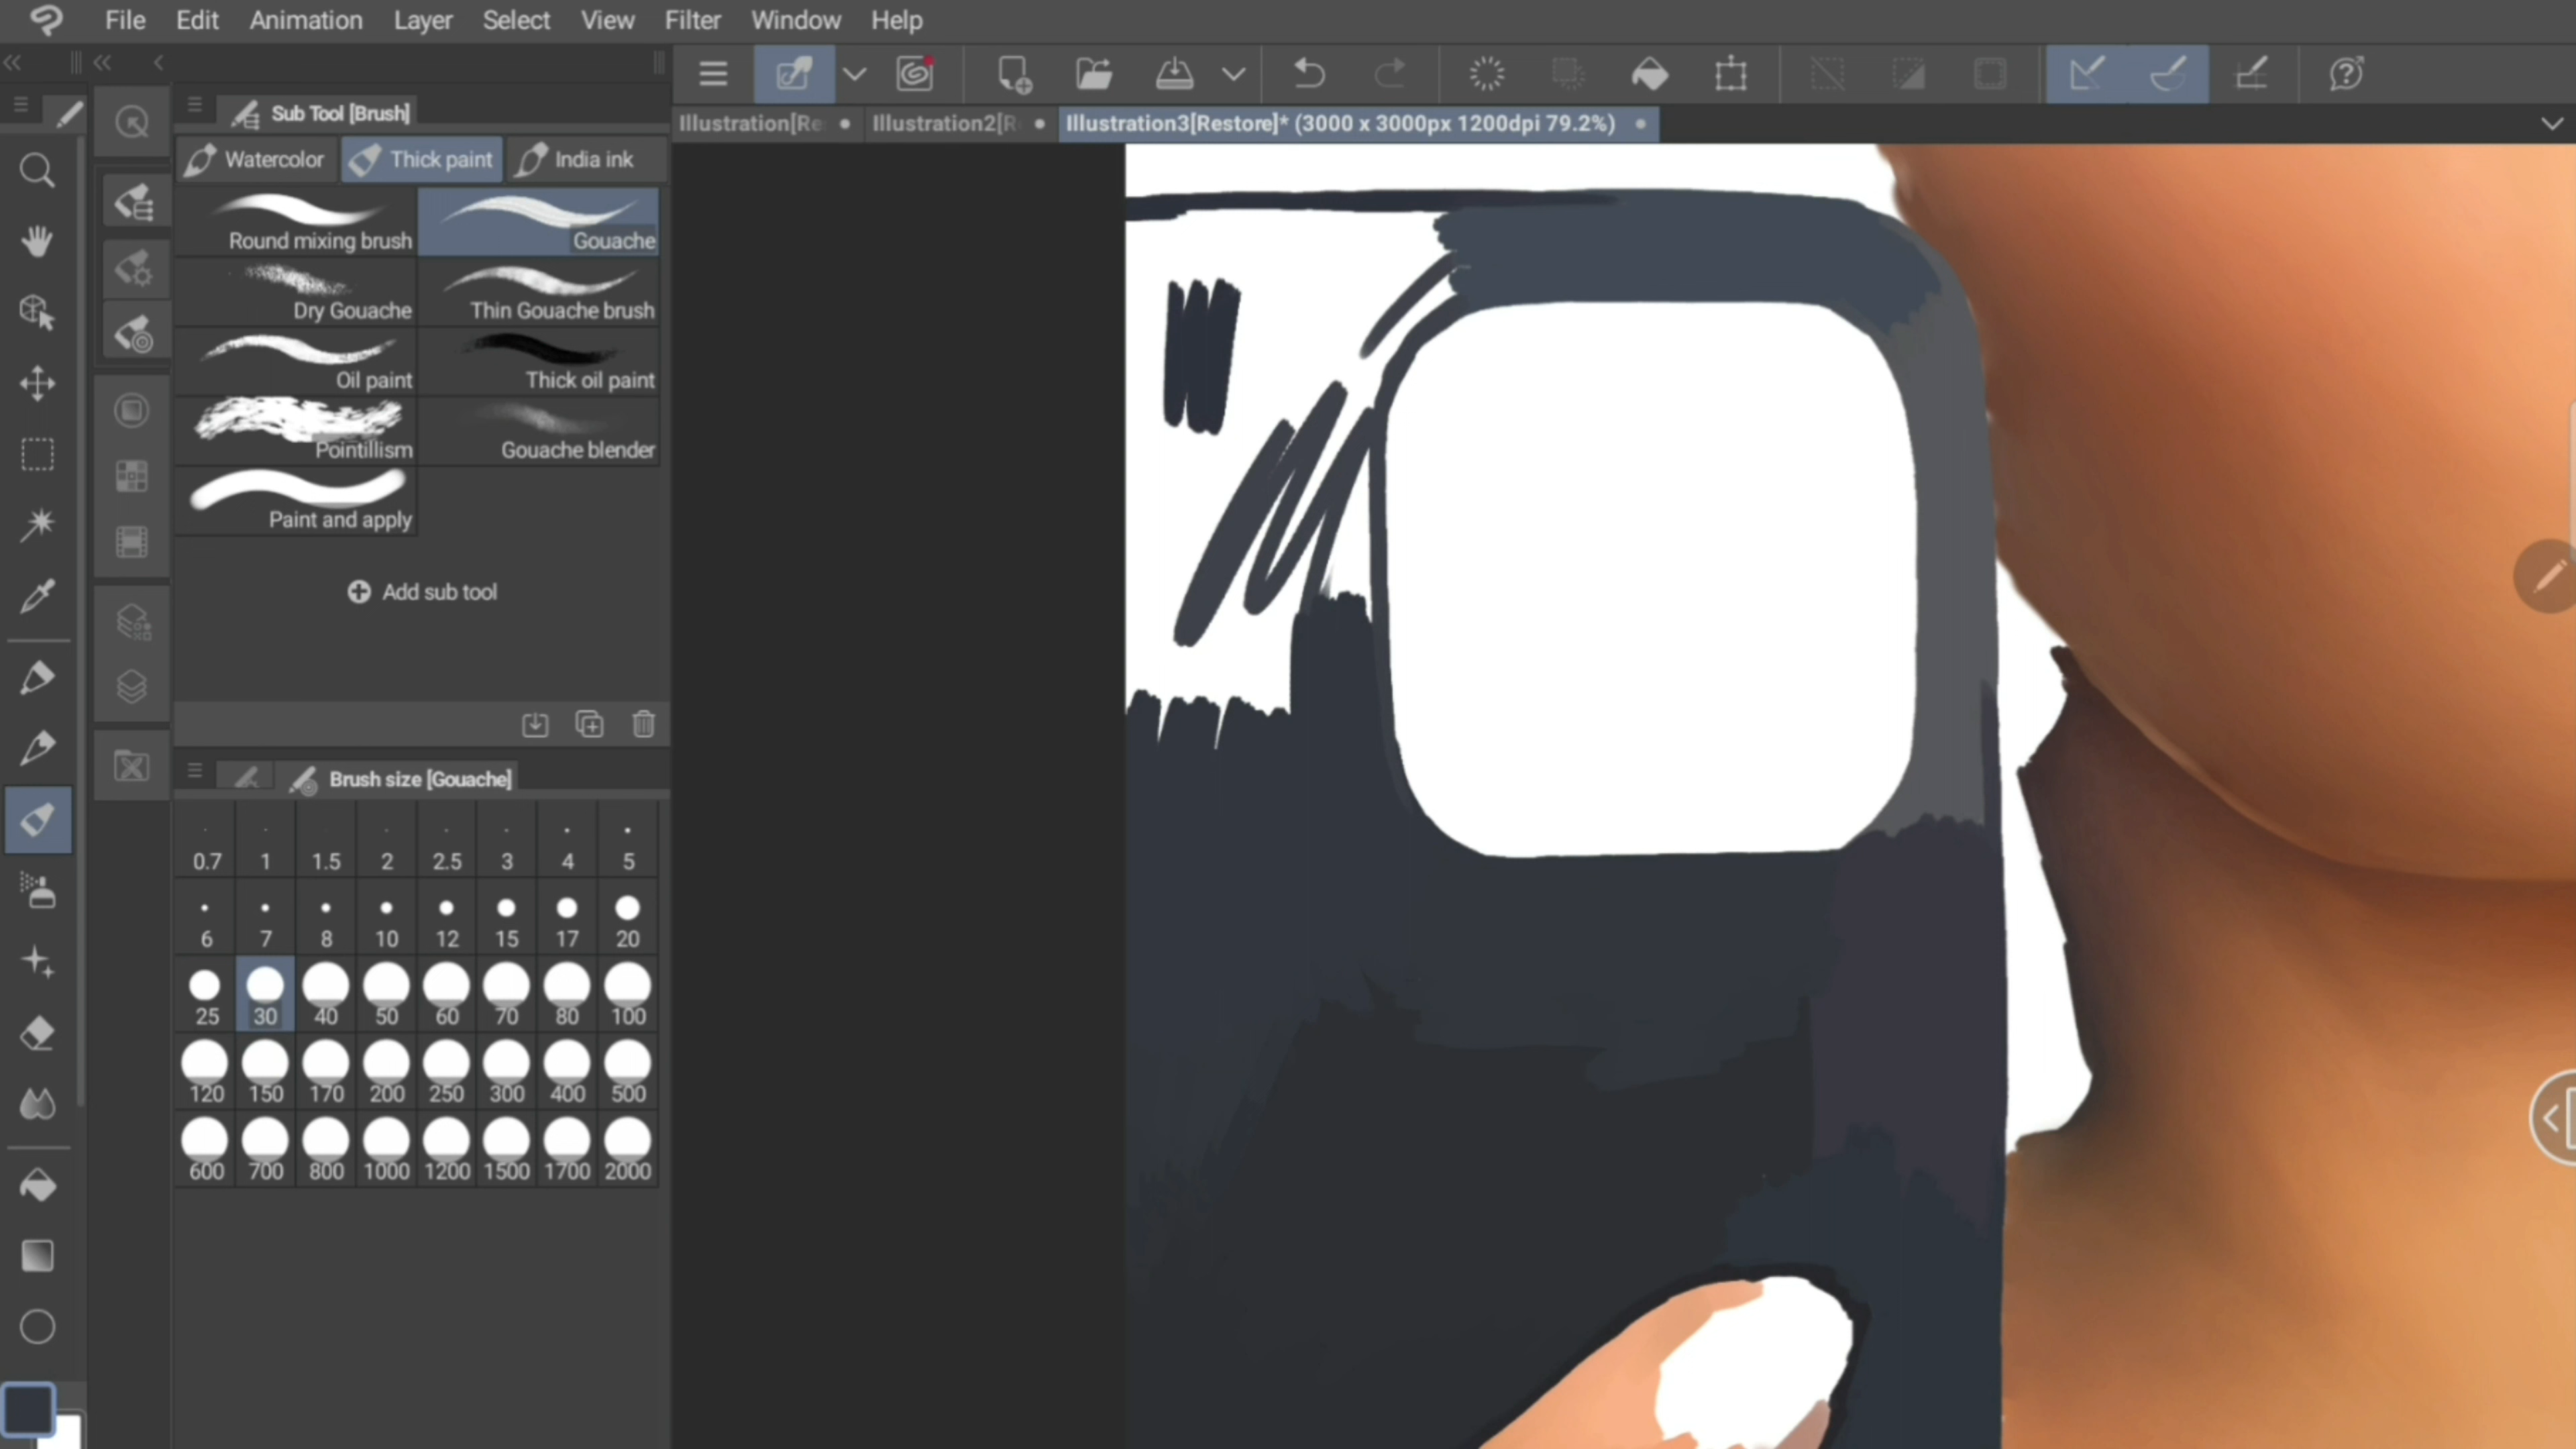 File Edit Animation Layer Select View Filter Window Help
Sub Tool [Brush]
Illustration[Re
Illustration2[R
Illustration3[Restore]* (3000 x 3000px 1200dpi 79.2%)
Watercolor Thick paint India ink
Round mixing brush Gouache
Dry Gouache Thin Gouache brush
Oil paint Thick oil paint
Pointillism Gouache blender
Paint and apply
Add sub tool
Brush size [Gouache]
0.7 1 1.5 2 2.5 3 4 5
6 7 8 10 12 15 17 20
25 30 40 50 60 70 80 100
120 150 170 200 250 300 400 500
600 700 800 1000 1200 1500 1700 2000